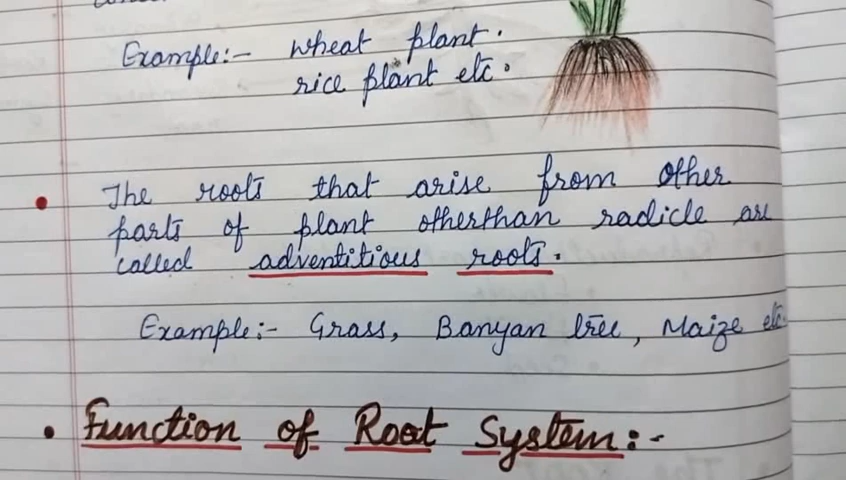 Example:- wheat plant.
rice plant etc.
• The roots that arise from other
parts of plant otherthan radicle are
called adventitious roots.
Example:- Grass, Banyan tree, Maize etc.
• Function of Root System:-